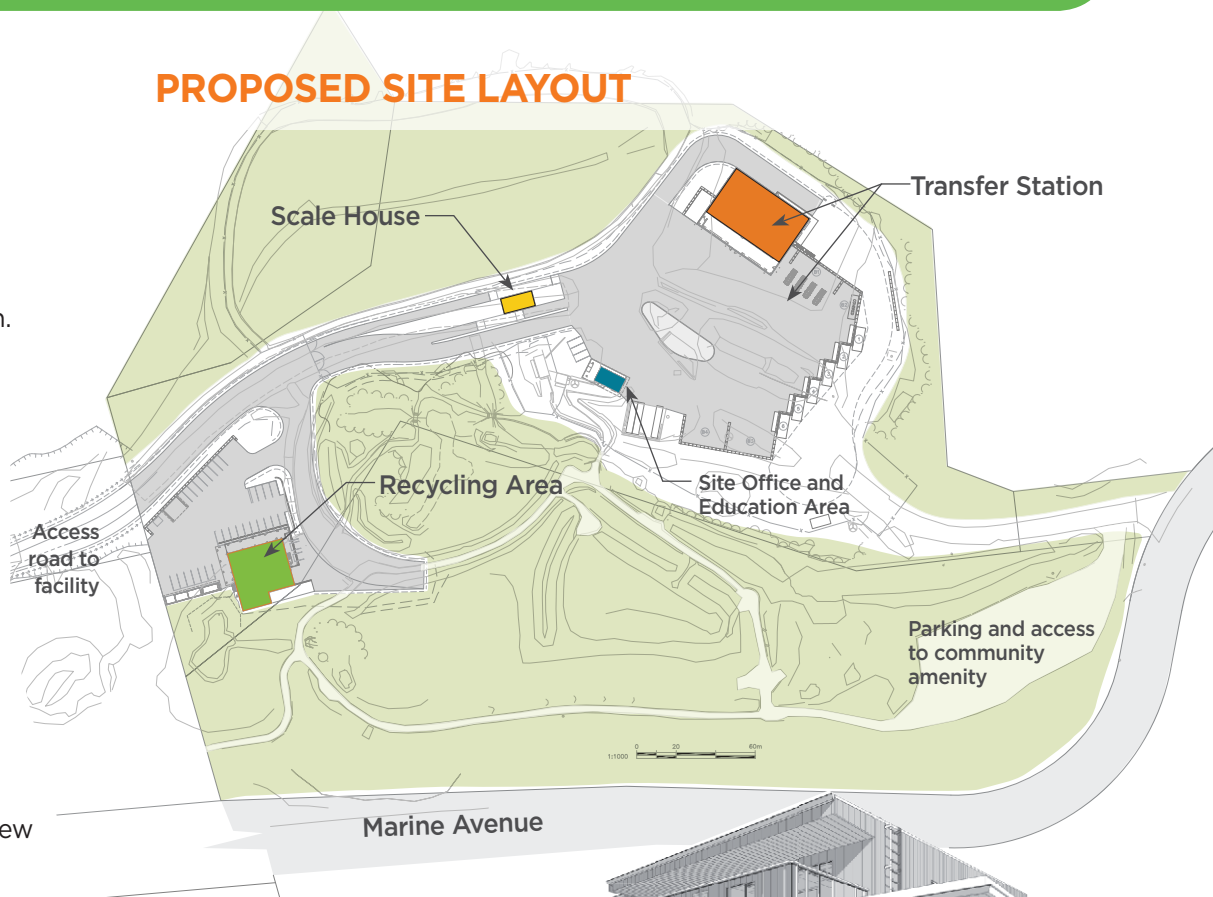 PROPOSED SITE LAYOUT
Transfer Station
Scale House
n.
Recycling Area
Site Office and
Education Area
Access
road to
facility
Parking and access
to community
amenity
0 20 60m
1:1000
ew
Marine Avenue